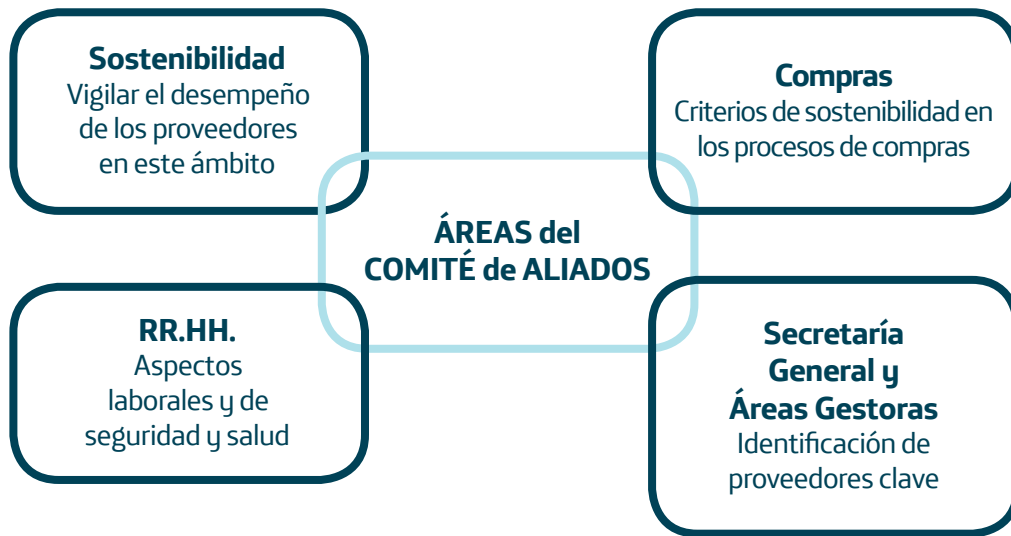 Sostenibilidad
Vigilar el desempeño
de los proveedores
en este ámbito
Compras
Criterios de sostenibilidad en
los procesos de compras
ÁREAS del
COMITÉ de ALIADOS
RR.HH.
Aspectos
laborales y de
seguridad y salud
Secretaría
General y
Áreas Gestoras
Identificación de
proveedores clave